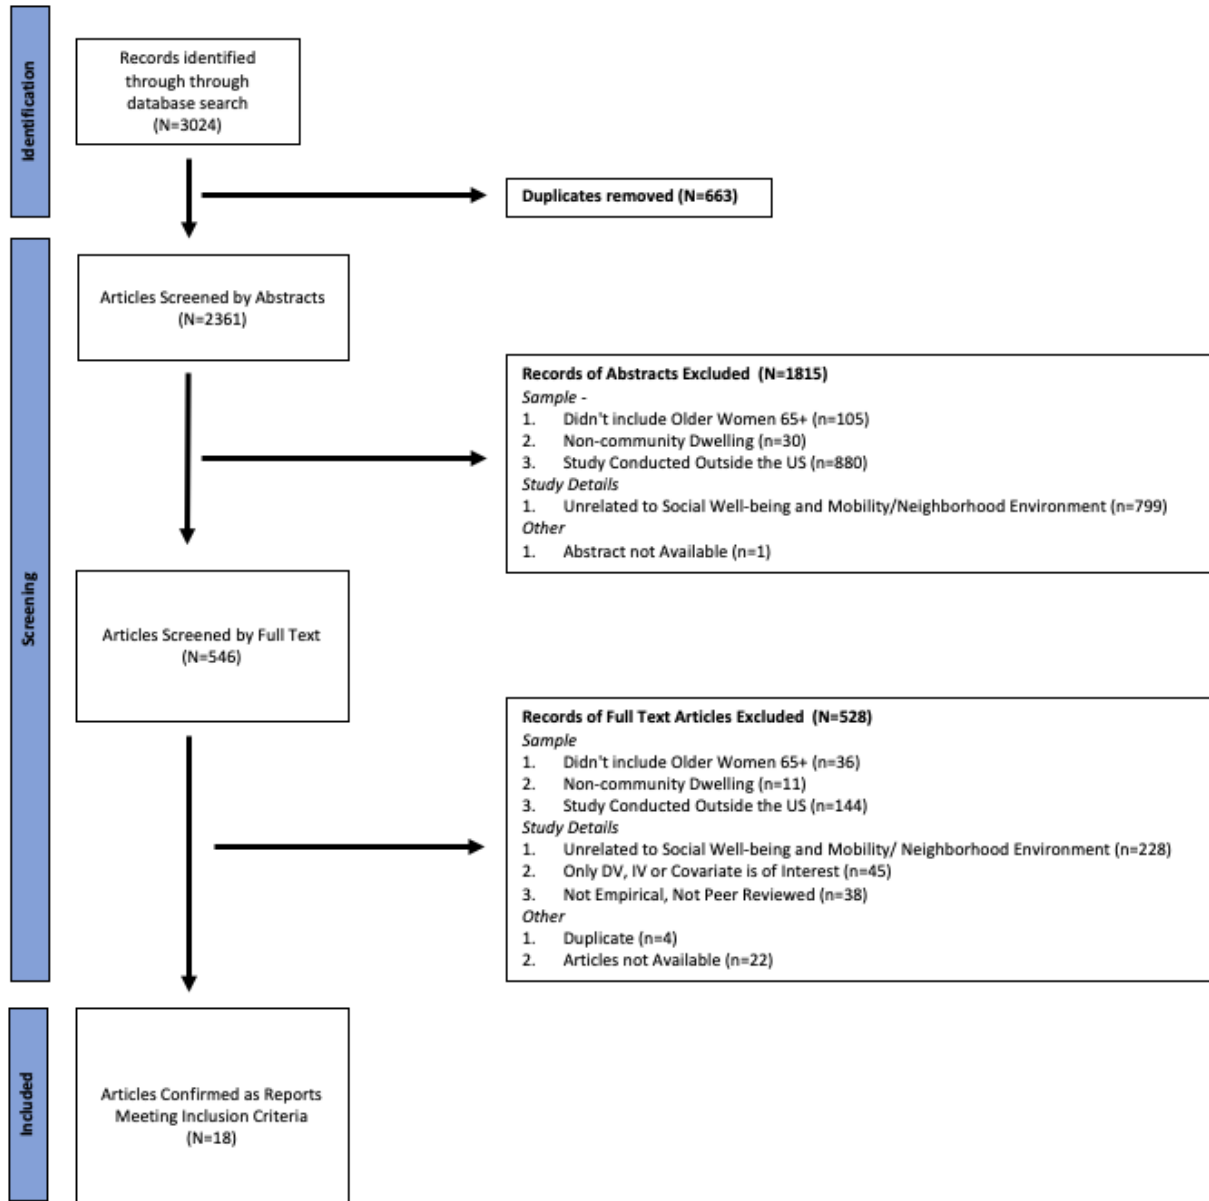 Identification
Records identified
through through
database search
(N=3024)
Duplicates removed (N=663)
Screening
Articles Screened by Abstracts
(N=2361)
Records of Abstracts Excluded (N=1815)
Sample -
1. Didn't include Older Women 65+ (n=105)
2. Non-community Dwelling (n=30)
3. Study Conducted Outside the US (n=880)
Study Details
1. Unrelated to Social Well-being and Mobility/Neighborhood Environment (n=799)
Other
1. Abstract not Available (n=1)
Articles Screened by Full Text
(N=546)
Records of Full Text Articles Excluded (N=528)
Sample
1. Didn't include Older Women 65+ (n=36)
2. Non-community Dwelling (n=11)
3. Study Conducted Outside the US (n=144)
Study Details
1. Unrelated to Social Well-being and Mobility/ Neighborhood Environment (n=228)
2. Only DV, IV or Covariate is of Interest (n=45)
3. Not Empirical, Not Peer Reviewed (n=38)
Other
1. Duplicate (n=4)
2. Articles not Available (n=22)
Included
Articles Confirmed as Reports
Meeting Inclusion Criteria
(N=18)